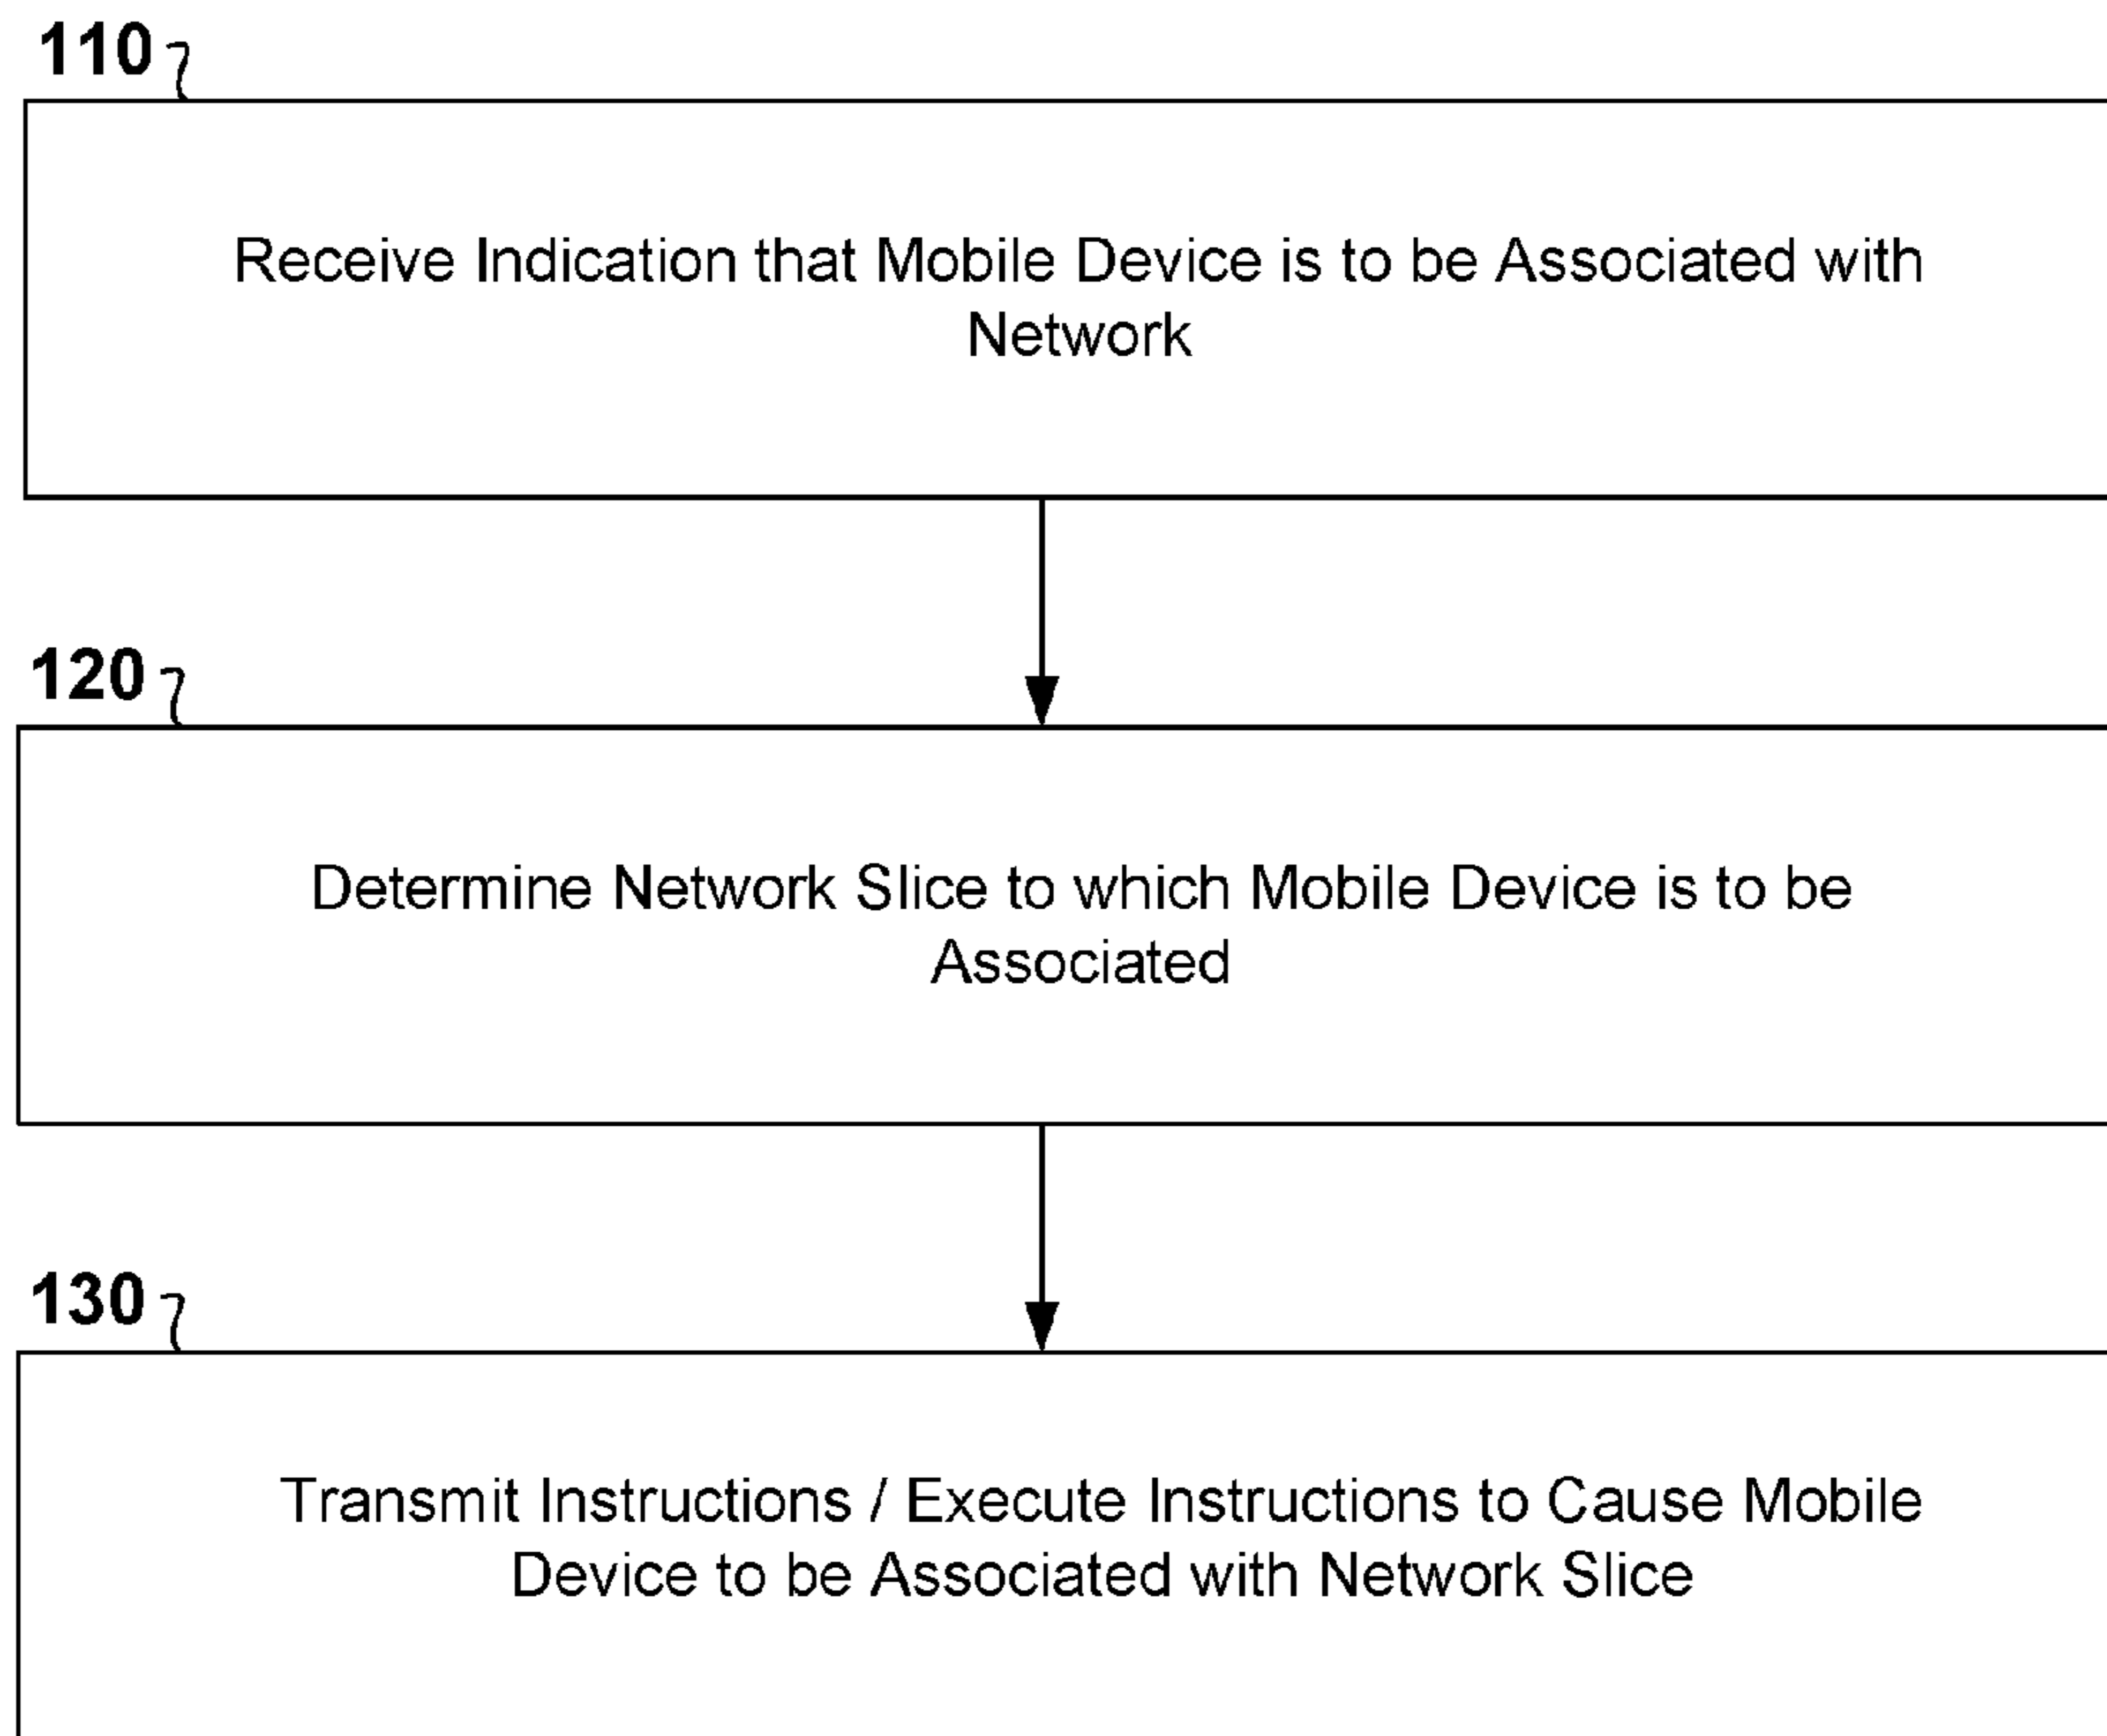 110
Receive Indication that Mobile Device is to be Associated with
Network
120
Determine Network Slice to which Mobile Device is to be
Associated
130
Transmit Instructions / Execute Instructions to Cause Mobile
Device to be Associated with Network Slice